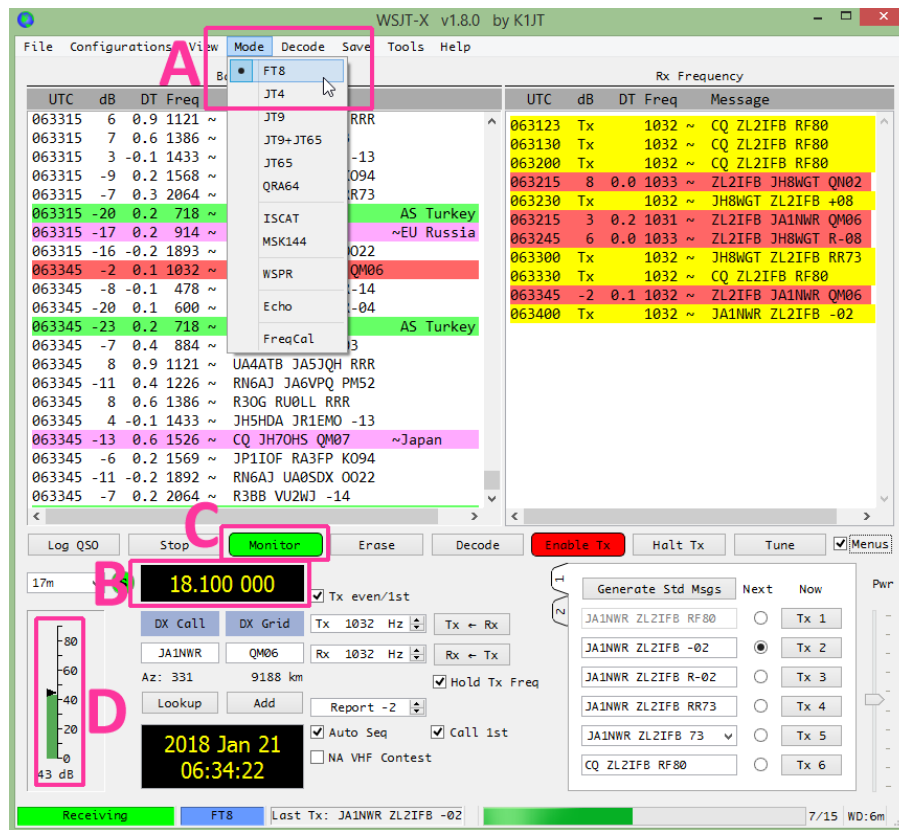 WSJT-X v1.8.0 by K1JT
File Configurations View Mode Decode Save Tools Help
A
FT8
JT4
JT9
JT9+JT65
JT65
QRA64
ISCAT
MSK144
WSPR
Echo
FreqCal
Rx Frequency
UTC dB DT Freq
063315 6 0.9 1121 ~ RRR
063315 7 0.6 1386 ~
063315 3 -0.1 1433 ~ -13
063315 -9 0.2 1568 ~ KO94
063315 -7 0.3 2064 ~ RR73
063315 -20 0.2 718 ~ AS Turkey
063315 -17 0.2 914 ~ ~EU Russia
063315 -16 -0.2 1893 ~ OO22
063345 -2 0.1 1032 ~ QM06
063345 -8 -0.1 478 ~ -14
063345 -20 0.1 600 ~ -04
063345 -23 0.2 718 ~ AS Turkey
063345 -7 0.4 884 ~
063345 8 0.9 1121 ~ UA4ATB JA5JQH RRR
063345 -11 0.4 1226 ~ RN6AJ JA6VPQ PM52
063345 8 0.6 1386 ~ R3OG RU0LL RRR
063345 4 -0.1 1433 ~ JH5HDA JR1EMO -13
063345 -13 0.6 1526 ~ CQ JH7OHS QM07 ~Japan
063345 -6 0.2 1569 ~ JP1IOF RA3FP KO94
063345 -11 -0.2 1892 ~ RN6AJ UA0SDX OO22
063345 -7 0.2 2064 ~ R3BB VU2WJ -14
UTC dB DT Freq Message
063123 Tx 1032 ~ CQ ZL2IFB RF80
063130 Tx 1032 ~ CQ ZL2IFB RF80
063200 Tx 1032 ~ CQ ZL2IFB RF80
063215 8 0.0 1033 ~ ZL2IFB JH8WGT QN02
063230 Tx 1032 ~ JH8WGT ZL2IFB +08
063215 3 0.2 1031 ~ ZL2IFB JA1NWR QM06
063245 6 0.0 1033 ~ ZL2IFB JH8WGT R-08
063300 Tx 1032 ~ JH8WGT ZL2IFB RR73
063330 Tx 1032 ~ CQ ZL2IFB RF80
063345 -2 0.1 1032 ~ ZL2IFB JA1NWR QM06
063400 Tx 1032 ~ JA1NWR ZL2IFB -02
C
Log QSO Stop Monitor Erase Decode Enable Tx Halt Tx Tune Menus
17m
B
18.100 000
Tx even/1st
DX Call DX Grid Tx 1032 Hz Tx ← Rx
JA1NWR QM06 Rx 1032 Hz Rx ← Tx
Az: 331 9188 km Hold Tx Freq
Lookup Add Report -2
Auto Seq Call 1st
NA VHF Contest
2018 Jan 21
06:34:22
80
60
40
20
0
43 dB
D
1
2
Generate Std Msgs Next Now
JA1NWR ZL2IFB RF80 Tx 1
JA1NWR ZL2IFB -02 Tx 2
JA1NWR ZL2IFB R-02 Tx 3
JA1NWR ZL2IFB RR73 Tx 4
JA1NWR ZL2IFB 73 Tx 5
CQ ZL2IFB RF80 Tx 6
Pwr
Receiving FT8 Last Tx: JA1NWR ZL2IFB -02 7/15 WD:6m